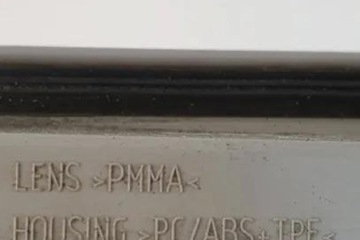 LENS >PMMA<
HOUSING >PC/ABS+TPE<